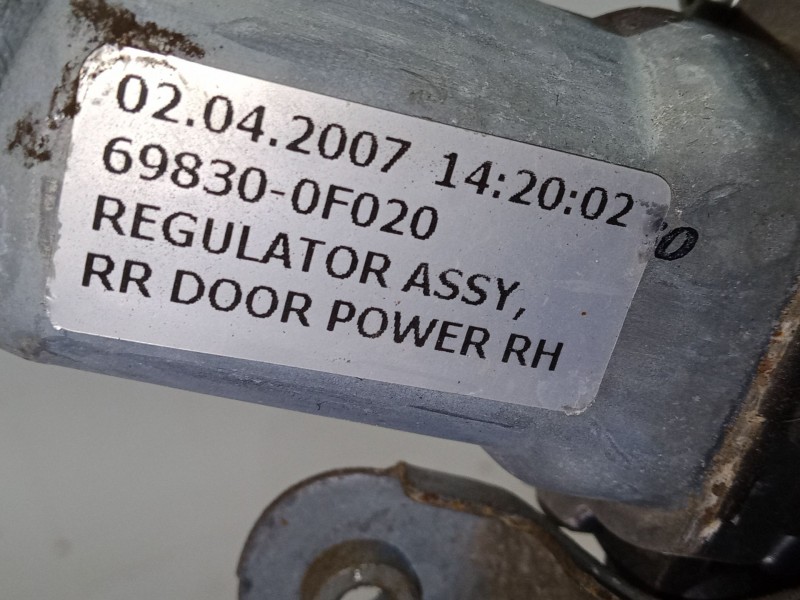 02.04.2007 14:20:02
69830-0F020
REGULATOR ASSY,
RR DOOR POWER RH